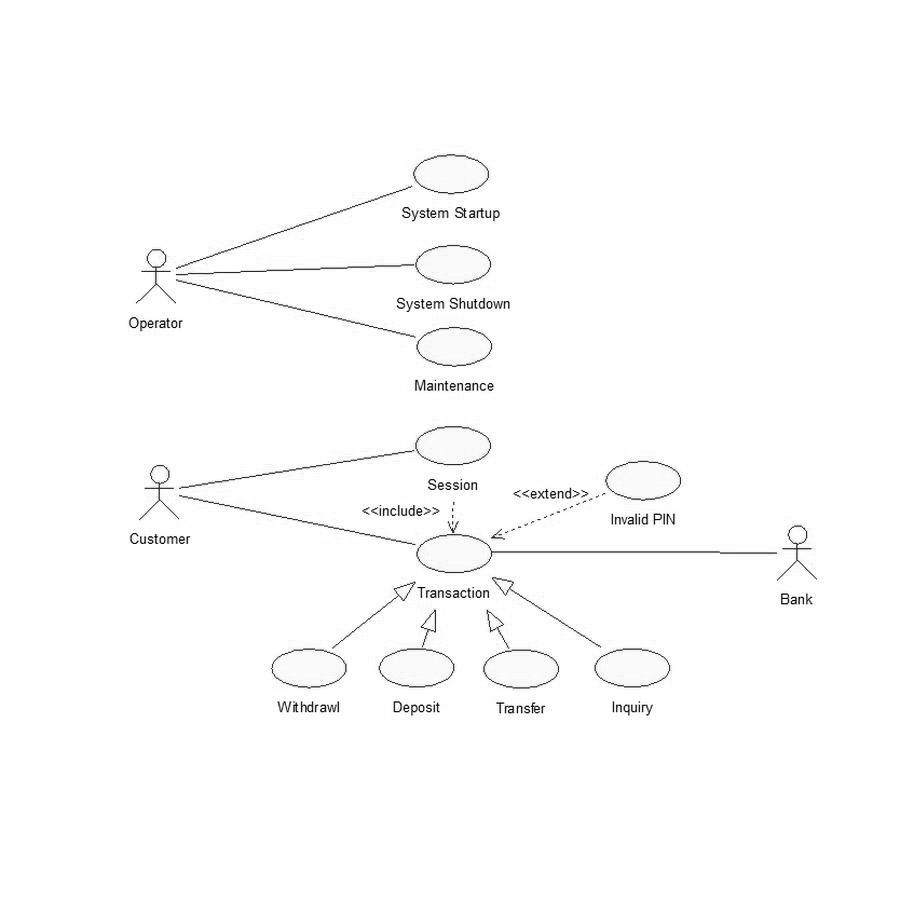 System Startup
System Shutdown
Operator
Maintenance
Session
<<extend>>
<<include>>
Invalid PIN
Customer
Transaction
Bank
Withdrawl
Deposit
Transfer
Inquiry